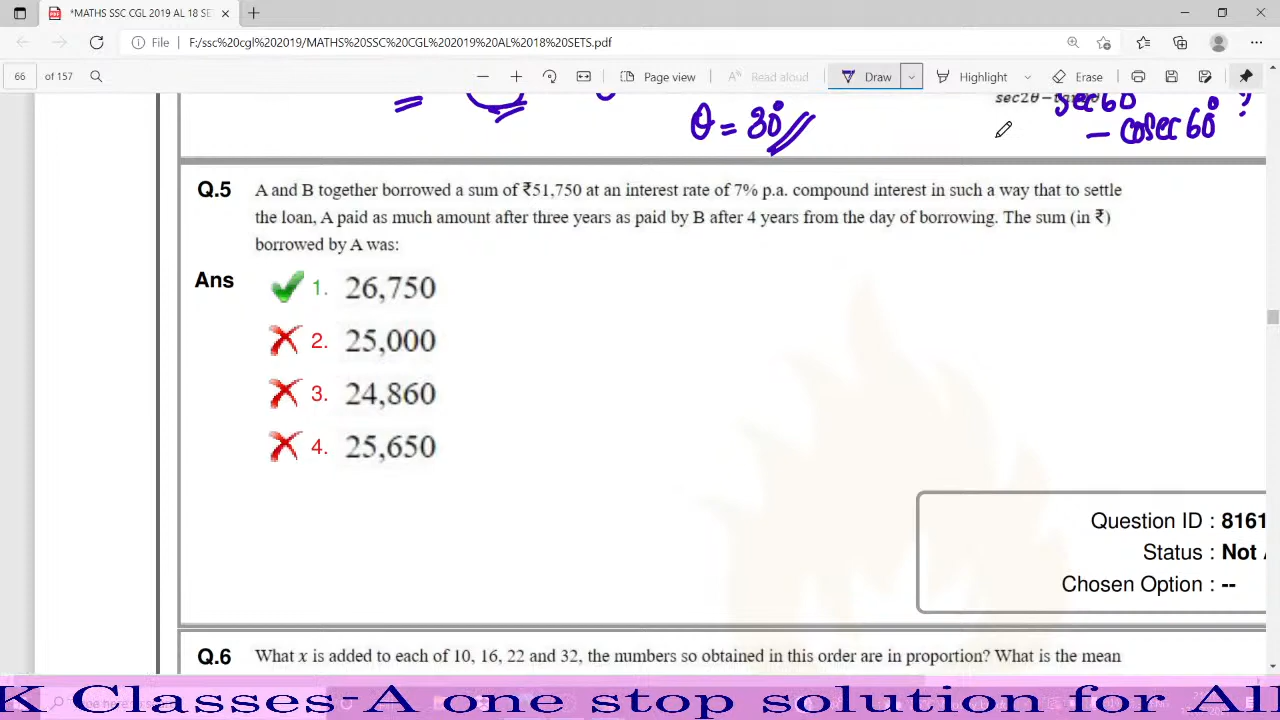 *MATHS SSC CGL 2019 AL 18 SE
File F:/ssc%20cgl%202019/MATHS%20SSC%20CGL%202019%20AL%2018%20SETS.pdf
66 of 157 Page view Read aloud Draw Highlight Erase
sec2θ-
sec60° ?
θ = 30° - cosec60°
Q.5 A and B together borrowed a sum of ₹51,750 at an interest rate of 7% p.a. compound interest in such a way that to settle
the loan, A paid as much amount after three years as paid by B after 4 years from the day of borrowing. The sum (in ₹)
borrowed by A was:
Ans 1. 26,750
2. 25,000
3. 24,860
4. 25,650
Question ID : 8161
Status : Not
Chosen Option : --
Q.6 What x is added to each of 10, 16, 22 and 32, the numbers so obtained in this order are in proportion? What is the mean
K Classes-A one stop solution for All